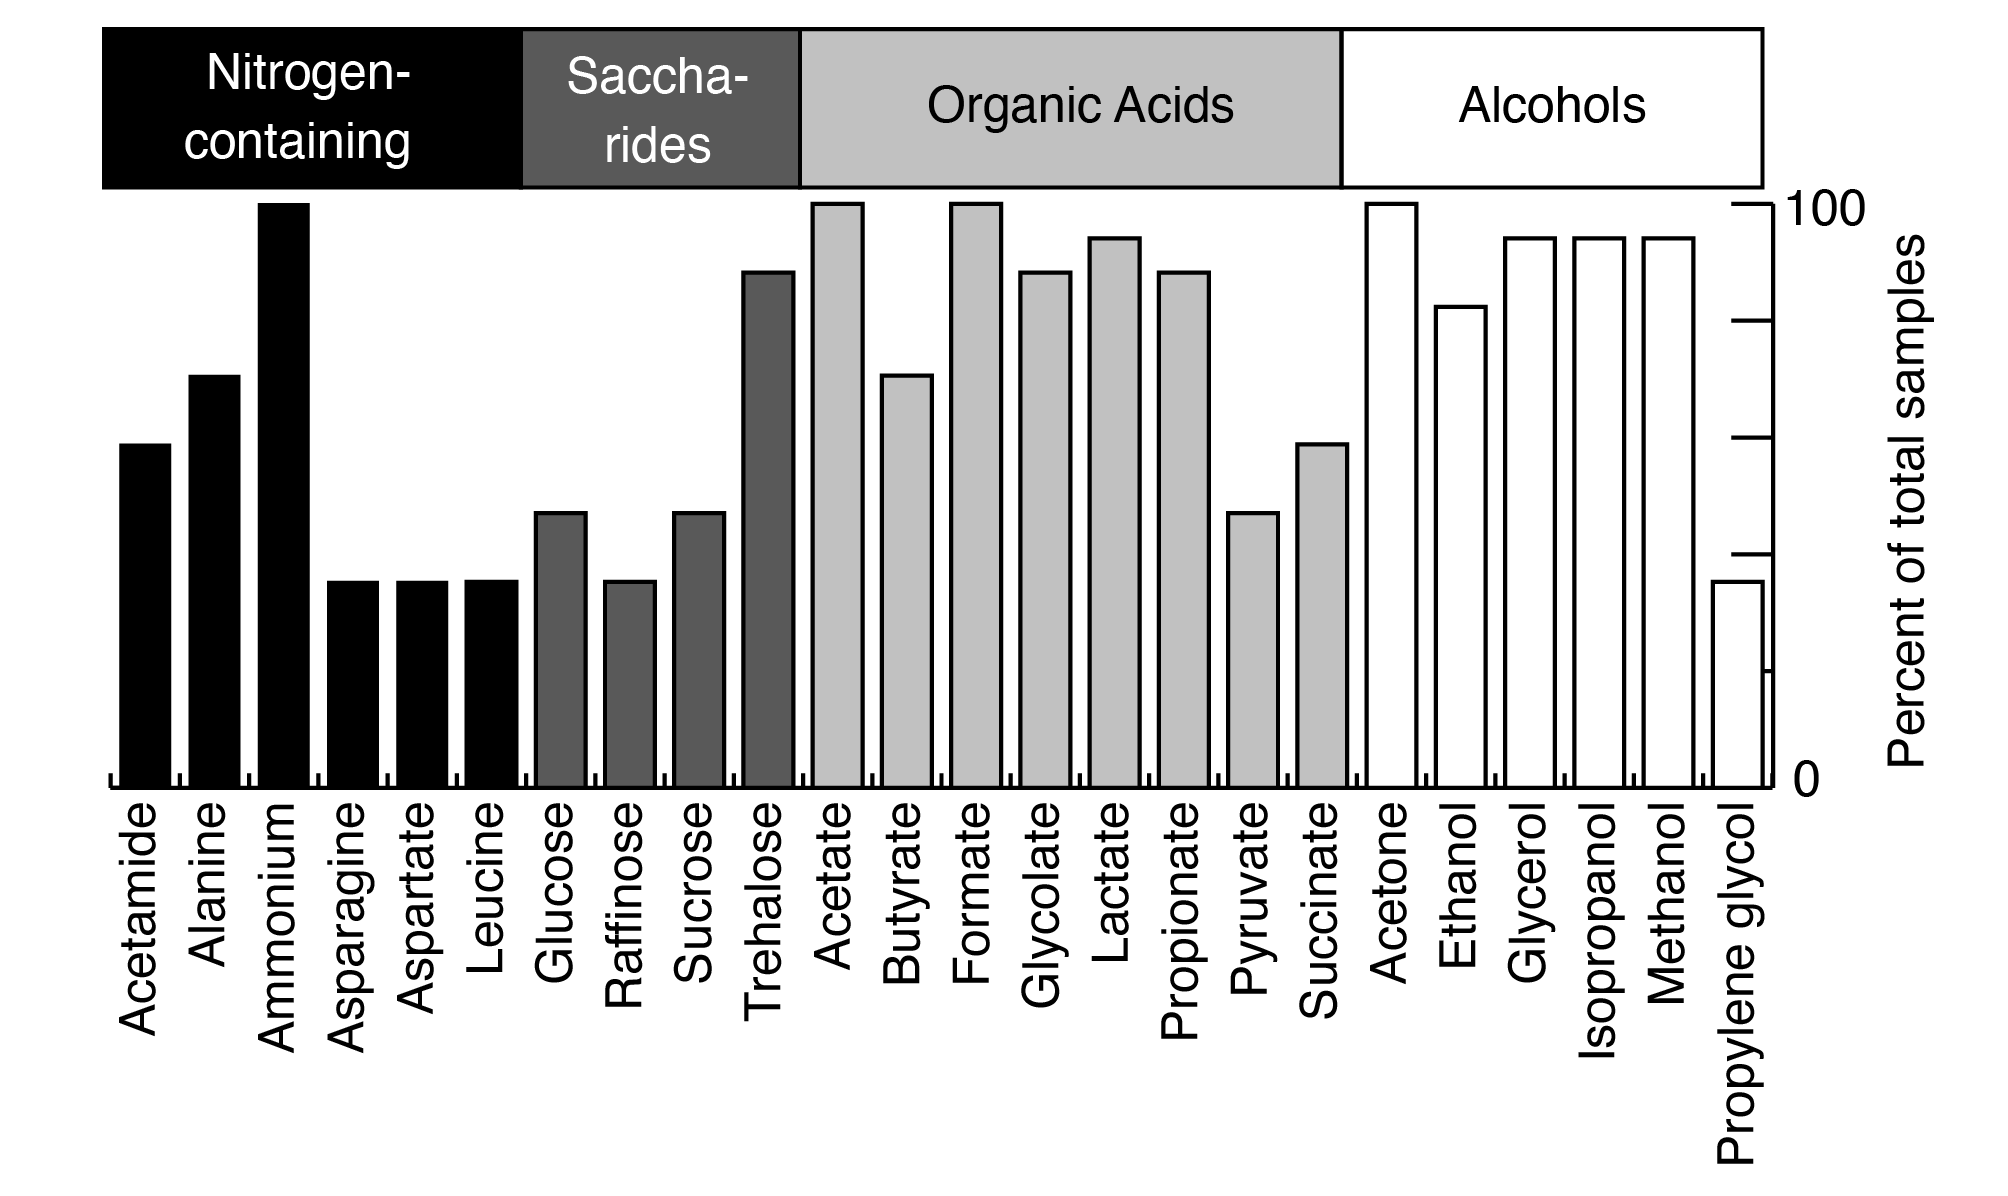 Nitrogen-
containing
Saccha-
rides
Organic Acids
Alcohols
100
0
Percent of total samples
Acetamide
Alanine
Ammonium
Asparagine
Aspartate
Leucine
Glucose
Raffinose
Sucrose
Trehalose
Acetate
Butyrate
Formate
Glycolate
Lactate
Propionate
Pyruvate
Succinate
Acetone
Ethanol
Glycerol
Isopropanol
Methanol
Propylene glycol